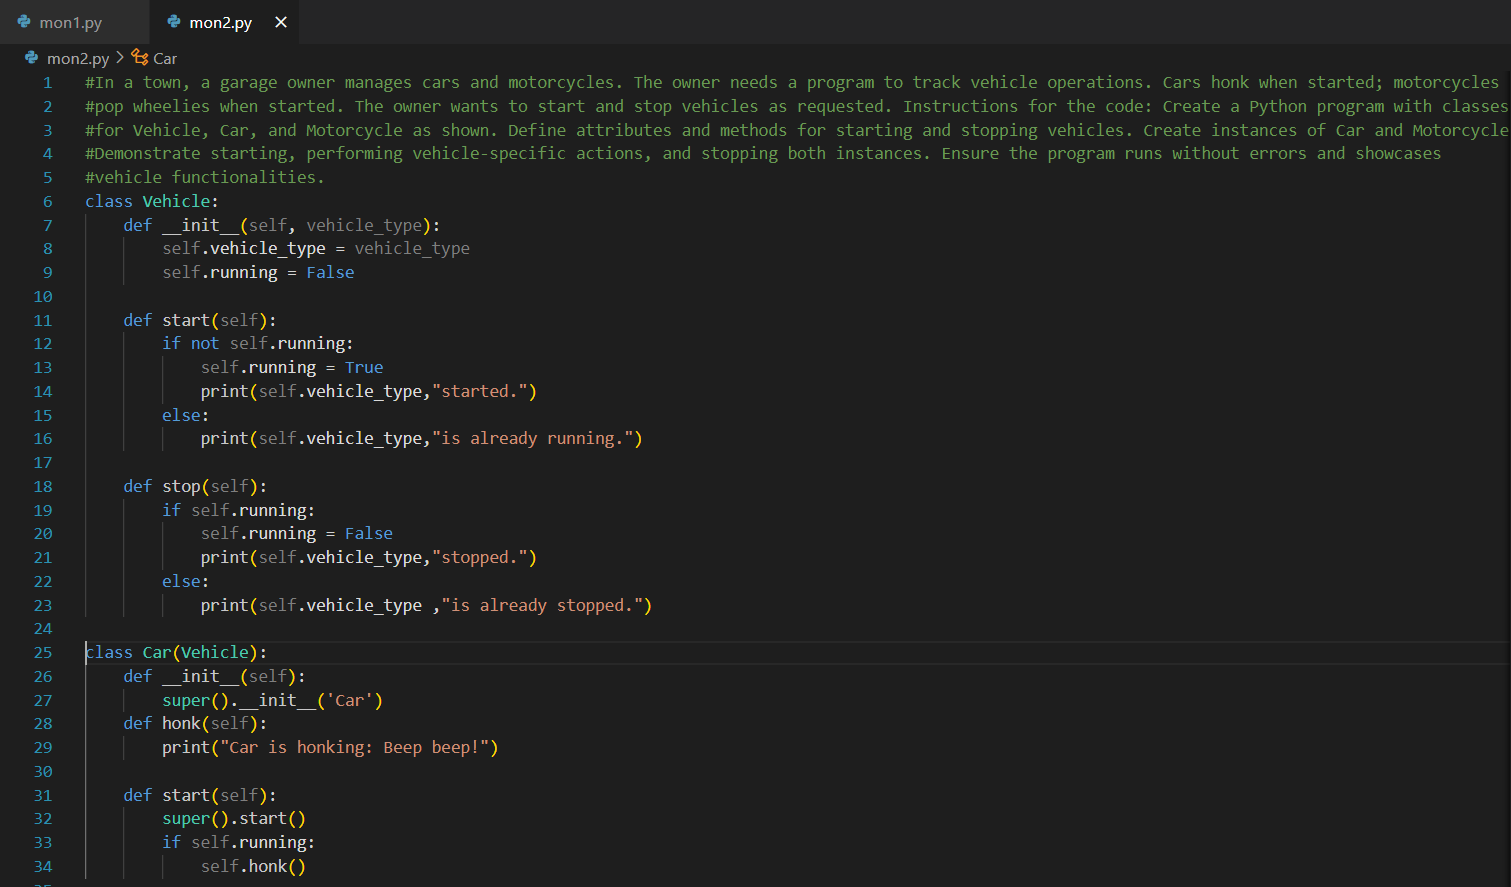 mon1.py
mon2.py
mon2.py > Car
1 #In a town, a garage owner manages cars and motorcycles. The owner needs a program to track vehicle operations. Cars honk when started; motorcycles
2 #pop wheelies when started. The owner wants to start and stop vehicles as requested. Instructions for the code: Create a Python program with classes
3 #for Vehicle, Car, and Motorcycle as shown. Define attributes and methods for starting and stopping vehicles. Create instances of Car and Motorcycle
4 #Demonstrate starting, performing vehicle-specific actions, and stopping both instances. Ensure the program runs without errors and showcases
5 #vehicle functionalities.
6 class Vehicle:
7     def __init__(self, vehicle_type):
8         self.vehicle_type = vehicle_type
9         self.running = False
10
11     def start(self):
12         if not self.running:
13             self.running = True
14             print(self.vehicle_type,"started.")
15         else:
16             print(self.vehicle_type,"is already running.")
17
18     def stop(self):
19         if self.running:
20             self.running = False
21             print(self.vehicle_type,"stopped.")
22         else:
23             print(self.vehicle_type ,"is already stopped.")
24
25 class Car(Vehicle):
26     def __init__(self):
27         super().__init__('Car')
28     def honk(self):
29         print("Car is honking: Beep beep!")
30
31     def start(self):
32         super().start()
33         if self.running:
34             self.honk()